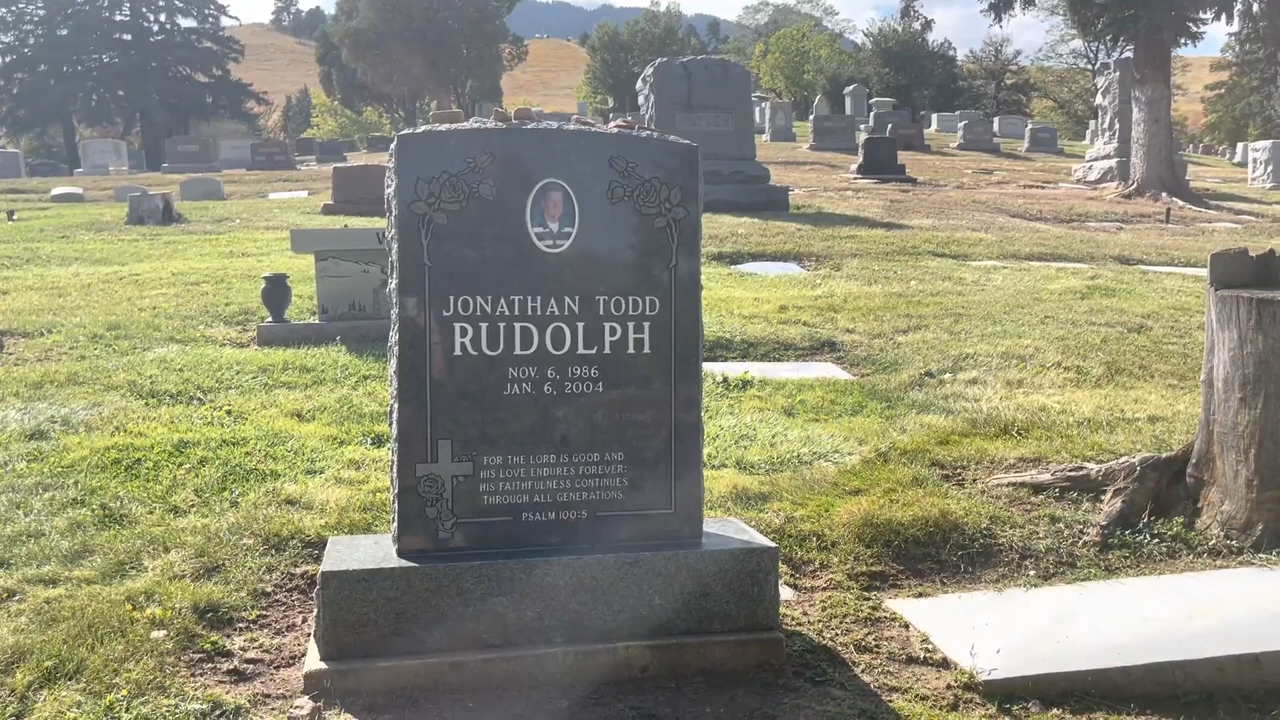 JONATHAN TODD
RUDOLPH
NOV. 6, 1986
JAN. 6, 2004
FOR THE LORD IS GOOD AND
HIS LOVE ENDURES FOREVER;
HIS FAITHFULNESS CONTINUES
THROUGH ALL GENERATIONS.
PSALM 100:5